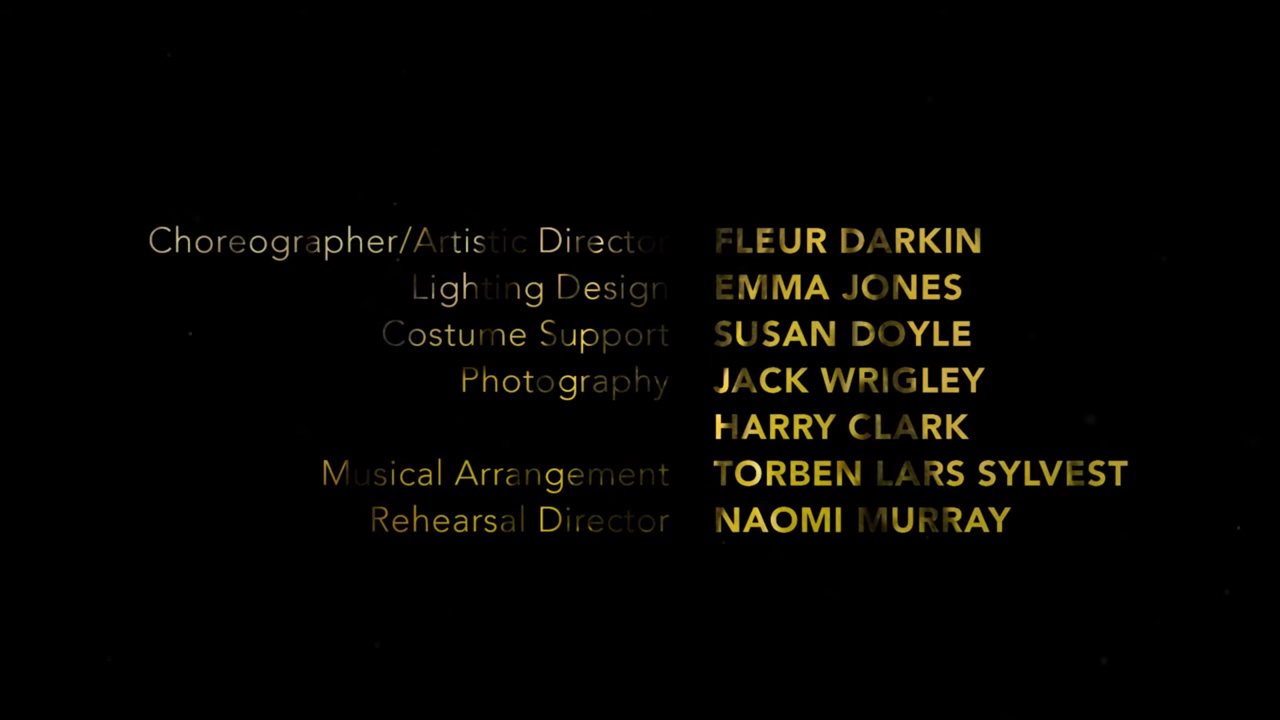 Choreographer/Artistic Director FLEUR DARKIN
Lighting Design EMMA JONES
Costume Support SUSAN DOYLE
Photography JACK WRIGLEY
HARRY CLARK
Musical Arrangement TORBEN LARS SYLVEST
Rehearsal Director NAOMI MURRAY